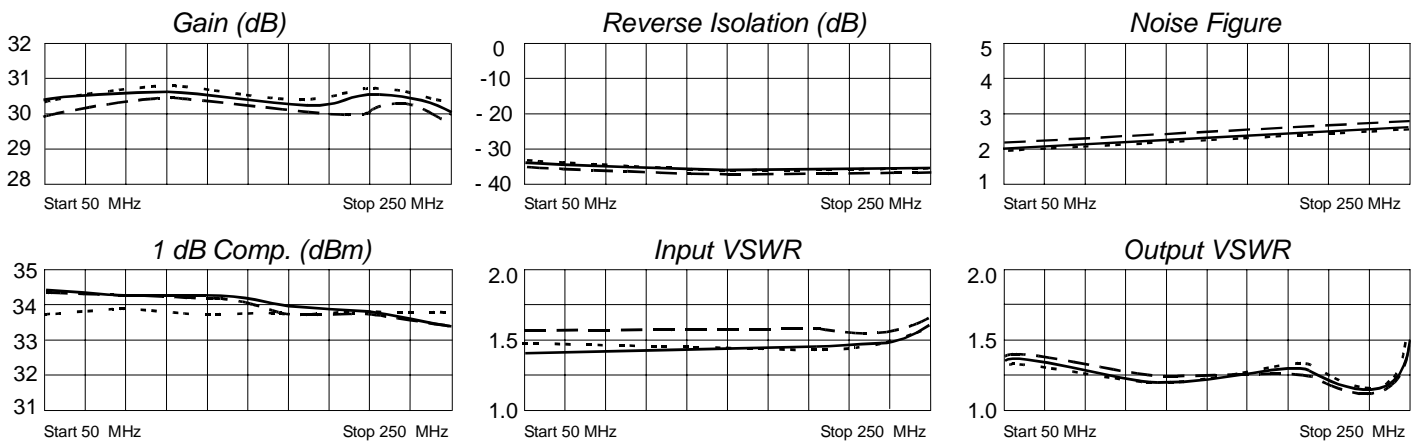 Gain (dB)
32
31
30
29
28
Start 50 MHz
Stop 250 MHz
Reverse Isolation (dB)
0
-10
- 20
- 30
- 40
Start 50 MHz
Stop 250 MHz
Noise Figure
5
4
3
2
1
Start 50 MHz
Stop 250 MHz
1 dB Comp. (dBm)
35
34
33
32
31
Start 50 MHz
Stop 250 MHz
Input VSWR
2.0
1.5
1.0
Start 50 MHz
Stop 250 MHz
Output VSWR
2.0
1.5
1.0
Start 50 MHz
Stop 250 MHz